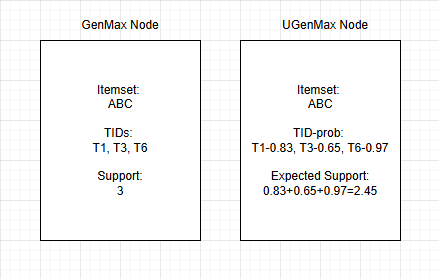 GenMax Node
Itemset:
ABC
TIDs:
T1, T3, T6
Support:
3
UGenMax Node
Itemset:
ABC
TID-prob:
T1-0.83, T3-0.65, T6-0.97
Expected Support:
0.83+0.65+0.97=2.45